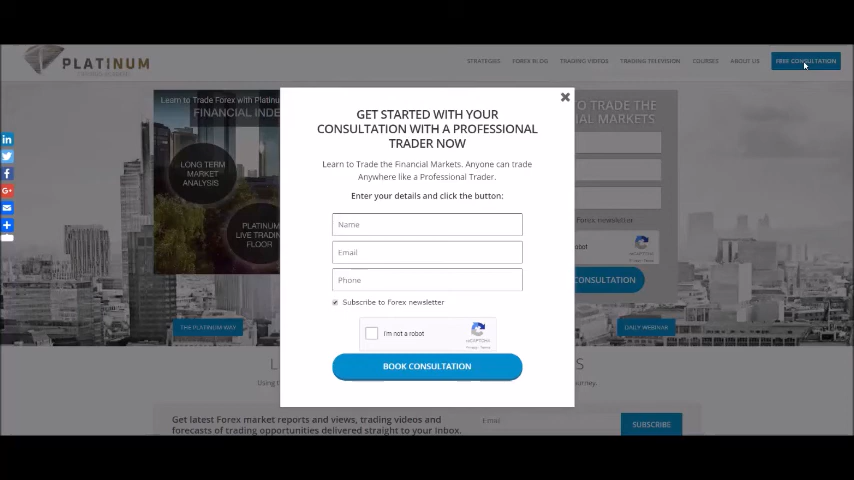 PLATINUM
STRATEGIES FOREX BLOG TRADING VIDEOS TRADING TELEVISION COURSES ABOUT US FREE CONSULTATION
Learn to Trade Forex with Platinu
FINANCIAL INDE
LONG TERM
MARKET
ANALYSIS
PLATINUM
LIVE TRADIN
FLOOR
TO TRADE THE
IAL MARKETS
Forex newsletter
robot
CONSULTATION
THE PLATINUM WAY
DAILY WEBINAR
GET STARTED WITH YOUR
CONSULTATION WITH A PROFESSIONAL
TRADER NOW
Learn to Trade the Financial Markets. Anyone can trade
Anywhere like a Professional Trader.
Enter your details and click the button:
Name
Email
Phone
Subscribe to Forex newsletter
I'm not a robot
reCAPTCHA
Privacy - Terms
BOOK CONSULTATION
Get latest Forex market reports and views, trading videos and
forecasts of trading opportunities delivered straight to your Inbox.
Email
SUBSCRIBE